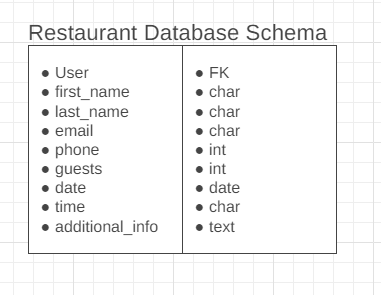 Restaurant Database Schema
● User
● first_name
● last_name
● email
● phone
● guests
● date
● time
● additional_info
● FK
● char
● char
● char
● int
● int
● date
● char
● text